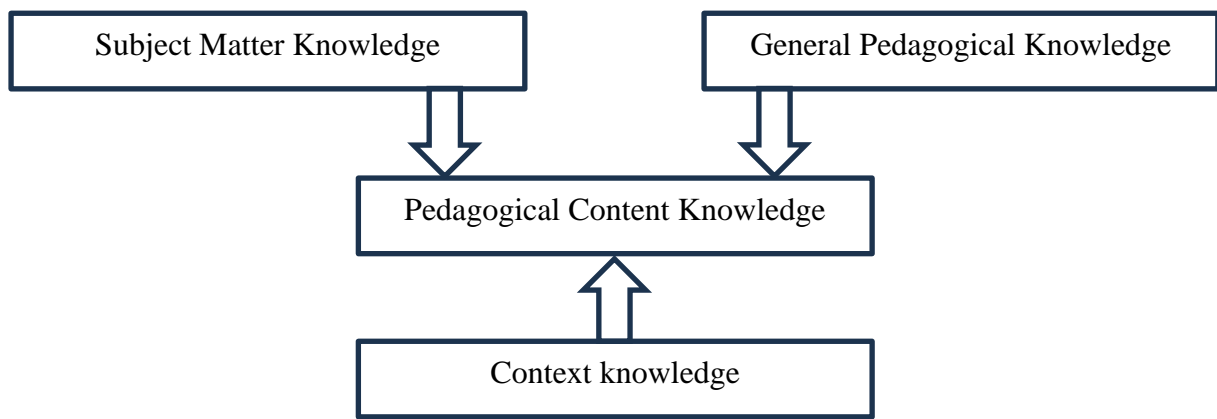 Subject Matter Knowledge
General Pedagogical Knowledge
Pedagogical Content Knowledge
Context knowledge